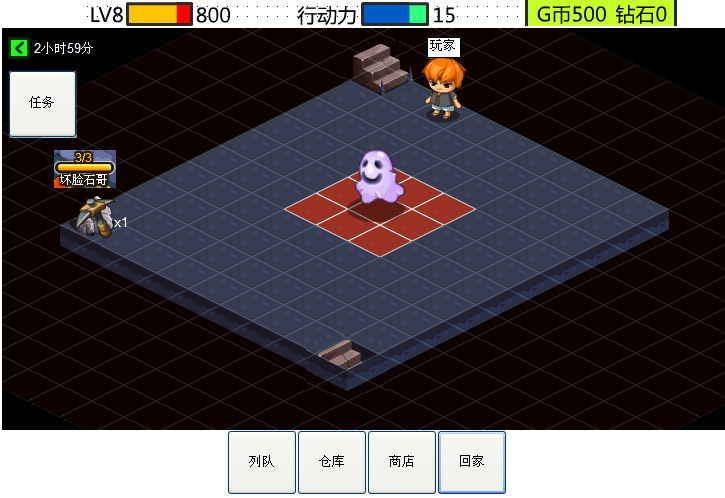 LV8 800 行动力 15 G币500 钻石0
2小时59分
玩家
任务
3/3
坏脸石哥
x1
列队 仓库 商店 回家